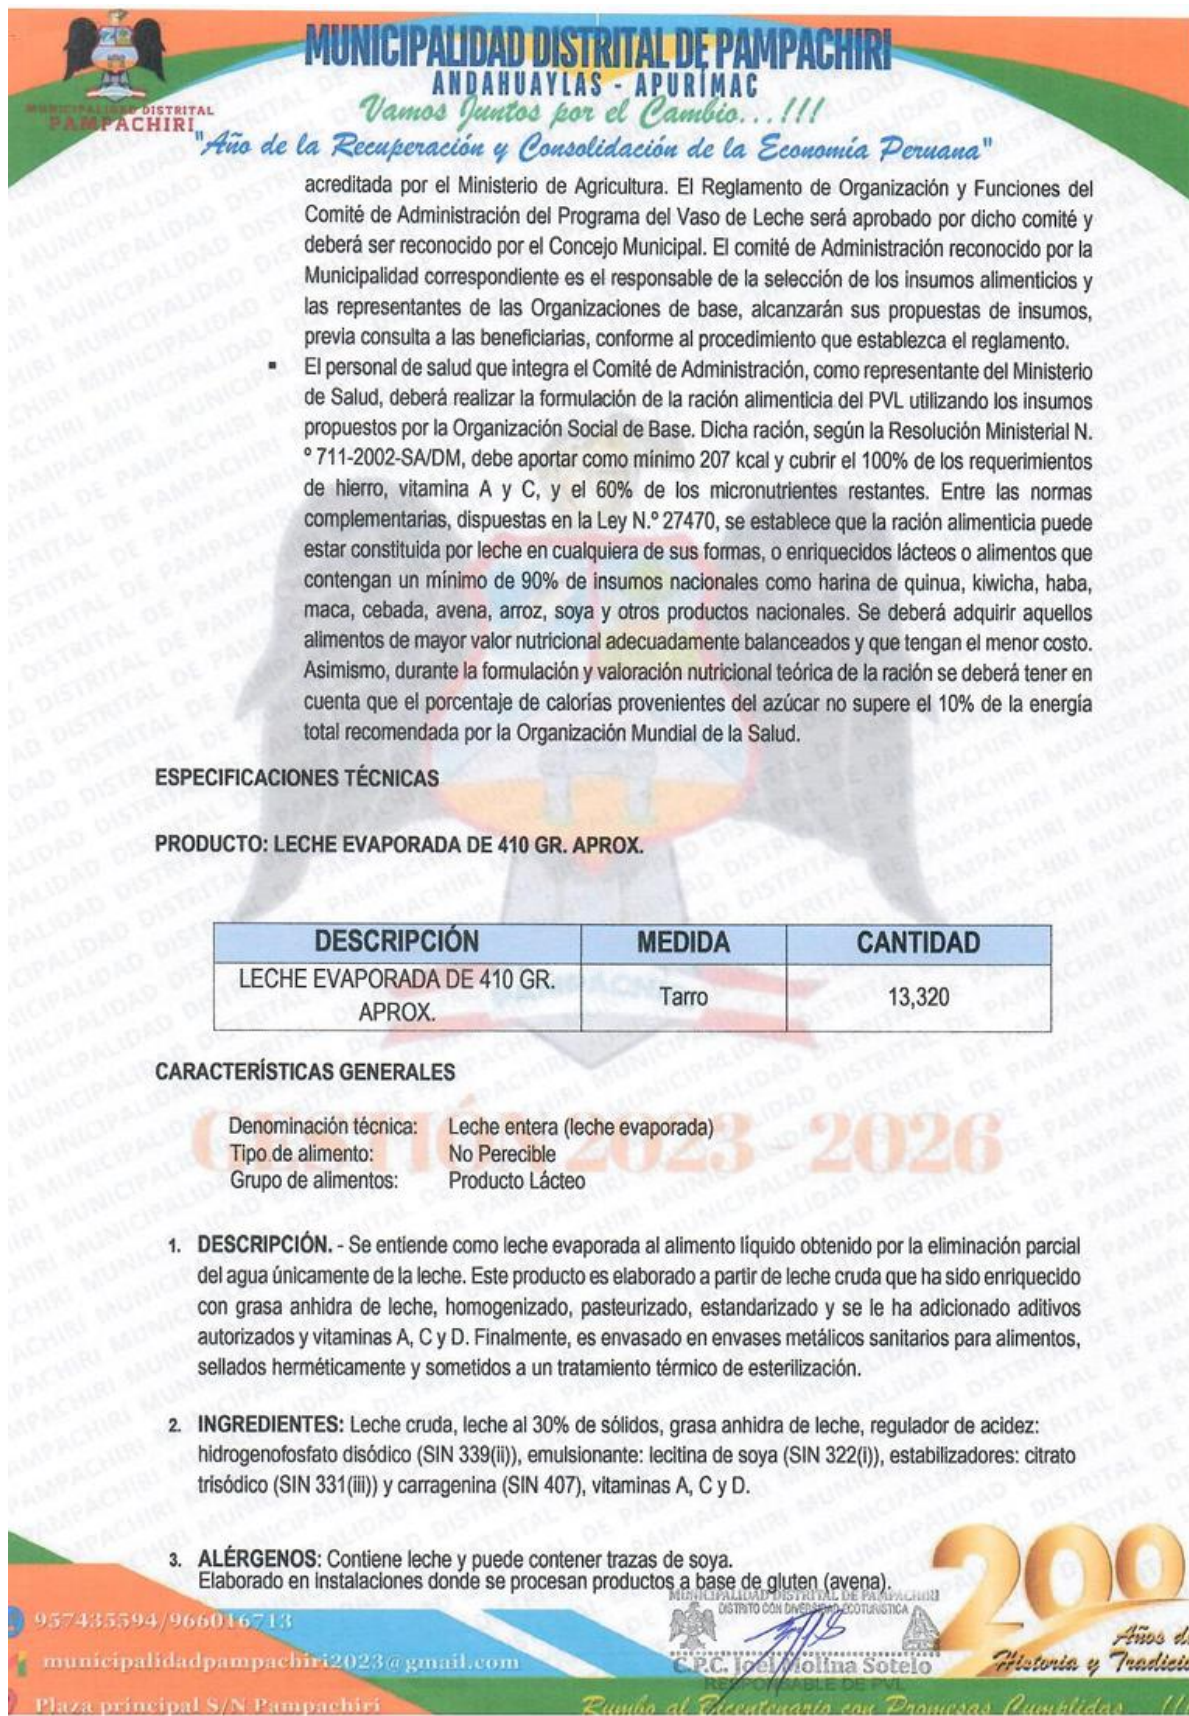 MUNICIPALIDAD DISTRITAL DE PAMPACHIRI
ANDAHUAYLAS - APURÍMAC
Vamos Juntos por el Cambio...!!!
MUNICIPALIDAD DISTRITAL
PAMPACHIRI
"Año de la Recuperación y Consolidación de la Economía Peruana"
acreditada por el Ministerio de Agricultura. El Reglamento de Organización y Funciones del
Comité de Administración del Programa del Vaso de Leche será aprobado por dicho comité y
deberá ser reconocido por el Concejo Municipal. El comité de Administración reconocido por la
Municipalidad correspondiente es el responsable de la selección de los insumos alimenticios y
las representantes de las Organizaciones de base, alcanzarán sus propuestas de insumos,
previa consulta a las beneficiarias, conforme al procedimiento que establezca el reglamento.
▪ El personal de salud que integra el Comité de Administración, como representante del Ministerio
de Salud, deberá realizar la formulación de la ración alimenticia del PVL utilizando los insumos
propuestos por la Organización Social de Base. Dicha ración, según la Resolución Ministerial N.
º 711-2002-SA/DM, debe aportar como mínimo 207 kcal y cubrir el 100% de los requerimientos
de hierro, vitamina A y C, y el 60% de los micronutrientes restantes. Entre las normas
complementarias, dispuestas en la Ley N.º 27470, se establece que la ración alimenticia puede
estar constituida por leche en cualquiera de sus formas, o enriquecidos lácteos o alimentos que
contengan un mínimo de 90% de insumos nacionales como harina de quinua, kiwicha, haba,
maca, cebada, avena, arroz, soya y otros productos nacionales. Se deberá adquirir aquellos
alimentos de mayor valor nutricional adecuadamente balanceados y que tengan el menor costo.
Asimismo, durante la formulación y valoración nutricional teórica de la ración se deberá tener en
cuenta que el porcentaje de calorías provenientes del azúcar no supere el 10% de la energía
total recomendada por la Organización Mundial de la Salud.
ESPECIFICACIONES TÉCNICAS
PRODUCTO: LECHE EVAPORADA DE 410 GR. APROX.
DESCRIPCIÓN MEDIDA CANTIDAD
LECHE EVAPORADA DE 410 GR.
APROX. Tarro 13,320
CARACTERÍSTICAS GENERALES
GESTIÓN 2023 - 2026
Denominación técnica: Leche entera (leche evaporada)
Tipo de alimento: No Perecible
Grupo de alimentos: Producto Lácteo
1. DESCRIPCIÓN. - Se entiende como leche evaporada al alimento líquido obtenido por la eliminación parcial
del agua únicamente de la leche. Este producto es elaborado a partir de leche cruda que ha sido enriquecido
con grasa anhidra de leche, homogenizado, pasteurizado, estandarizado y se le ha adicionado aditivos
autorizados y vitaminas A, C y D. Finalmente, es envasado en envases metálicos sanitarios para alimentos,
sellados herméticamente y sometidos a un tratamiento térmico de esterilización.
2. INGREDIENTES: Leche cruda, leche al 30% de sólidos, grasa anhidra de leche, regulador de acidez:
hidrogenofosfato disódico (SIN 339(ii)), emulsionante: lecitina de soya (SIN 322(i)), estabilizadores: citrato
trisódico (SIN 331(iii)) y carragenina (SIN 407), vitaminas A, C y D.
3. ALÉRGENOS: Contiene leche y puede contener trazas de soya.
Elaborado en instalaciones donde se procesan productos a base de gluten (avena).
MUNICIPALIDAD DISTRITAL DE PAMPACHIRI
DISTRITO CON DIVERSIDAD ECOTURISTICA
C.P.C. Joel Molina Sotelo
RESPONSABLE DE PVL
200
Años de
Historia y Tradición
957435594/966016713
municipalidadpampachiri2023@gmail.com
Plaza principal S/N Pampachiri
Rumbo al Bicentenario con Promesas Cumplidas...!!